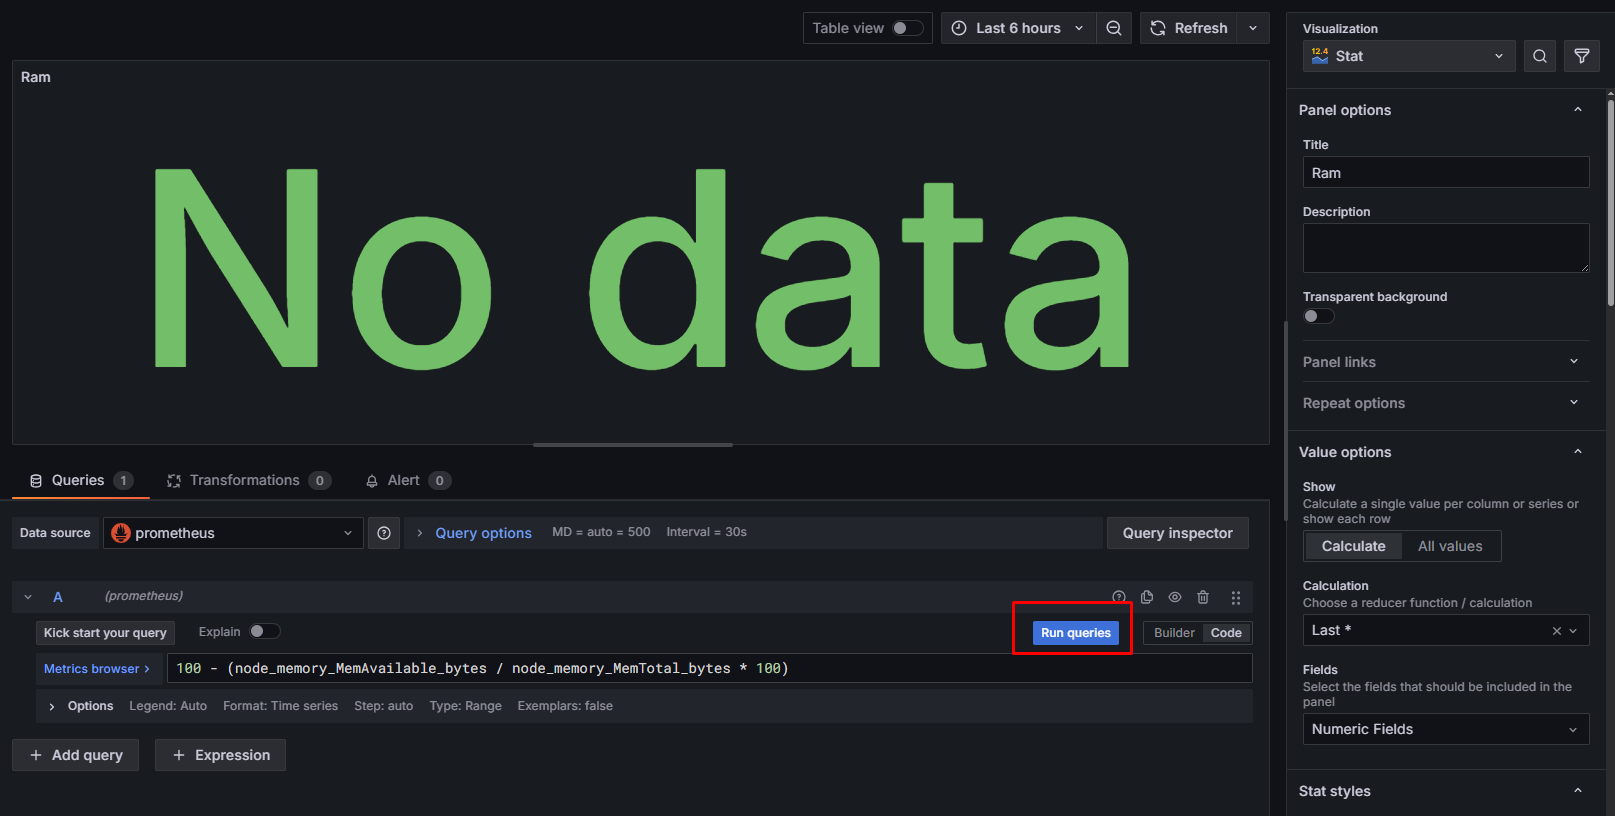 Table view
Last 6 hours
Refresh
Ram
No data
Queries 1
Transformations 0
Alert 0
Data source
prometheus
Query options
MD = auto = 500
Interval = 30s
Query inspector
A
(prometheus)
Kick start your query
Explain
Run queries
Builder
Code
Metrics browser >
100 - (node_memory_MemAvailable_bytes / node_memory_MemTotal_bytes * 100)
Options
Legend: Auto
Format: Time series
Step: auto
Type: Range
Exemplars: false
+ Add query
+ Expression
Visualization
12.4
Stat
Panel options
Title
Ram
Description
Transparent background
Panel links
Repeat options
Value options
Show
Calculate a single value per column or series or
show each row
Calculate
All values
Calculation
Choose a reducer function / calculation
Last *
Fields
Select the fields that should be included in the
panel
Numeric Fields
Stat styles